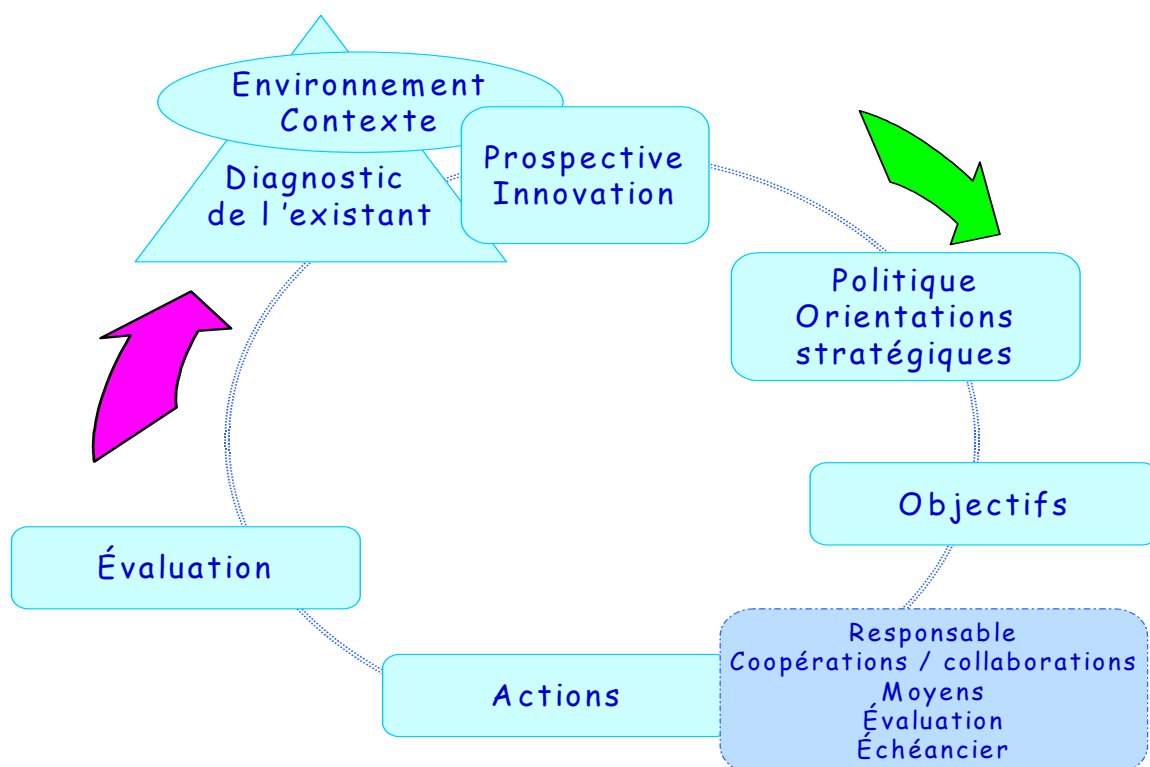 Environnement
Contexte
Diagnostic
de l ’existant
Prospective
Innovation
Politique
Orientations
stratégiques
Objectifs
Responsable
Coopérations / collaborations
Moyens
Évaluation
Échéancier
Actions
Évaluation